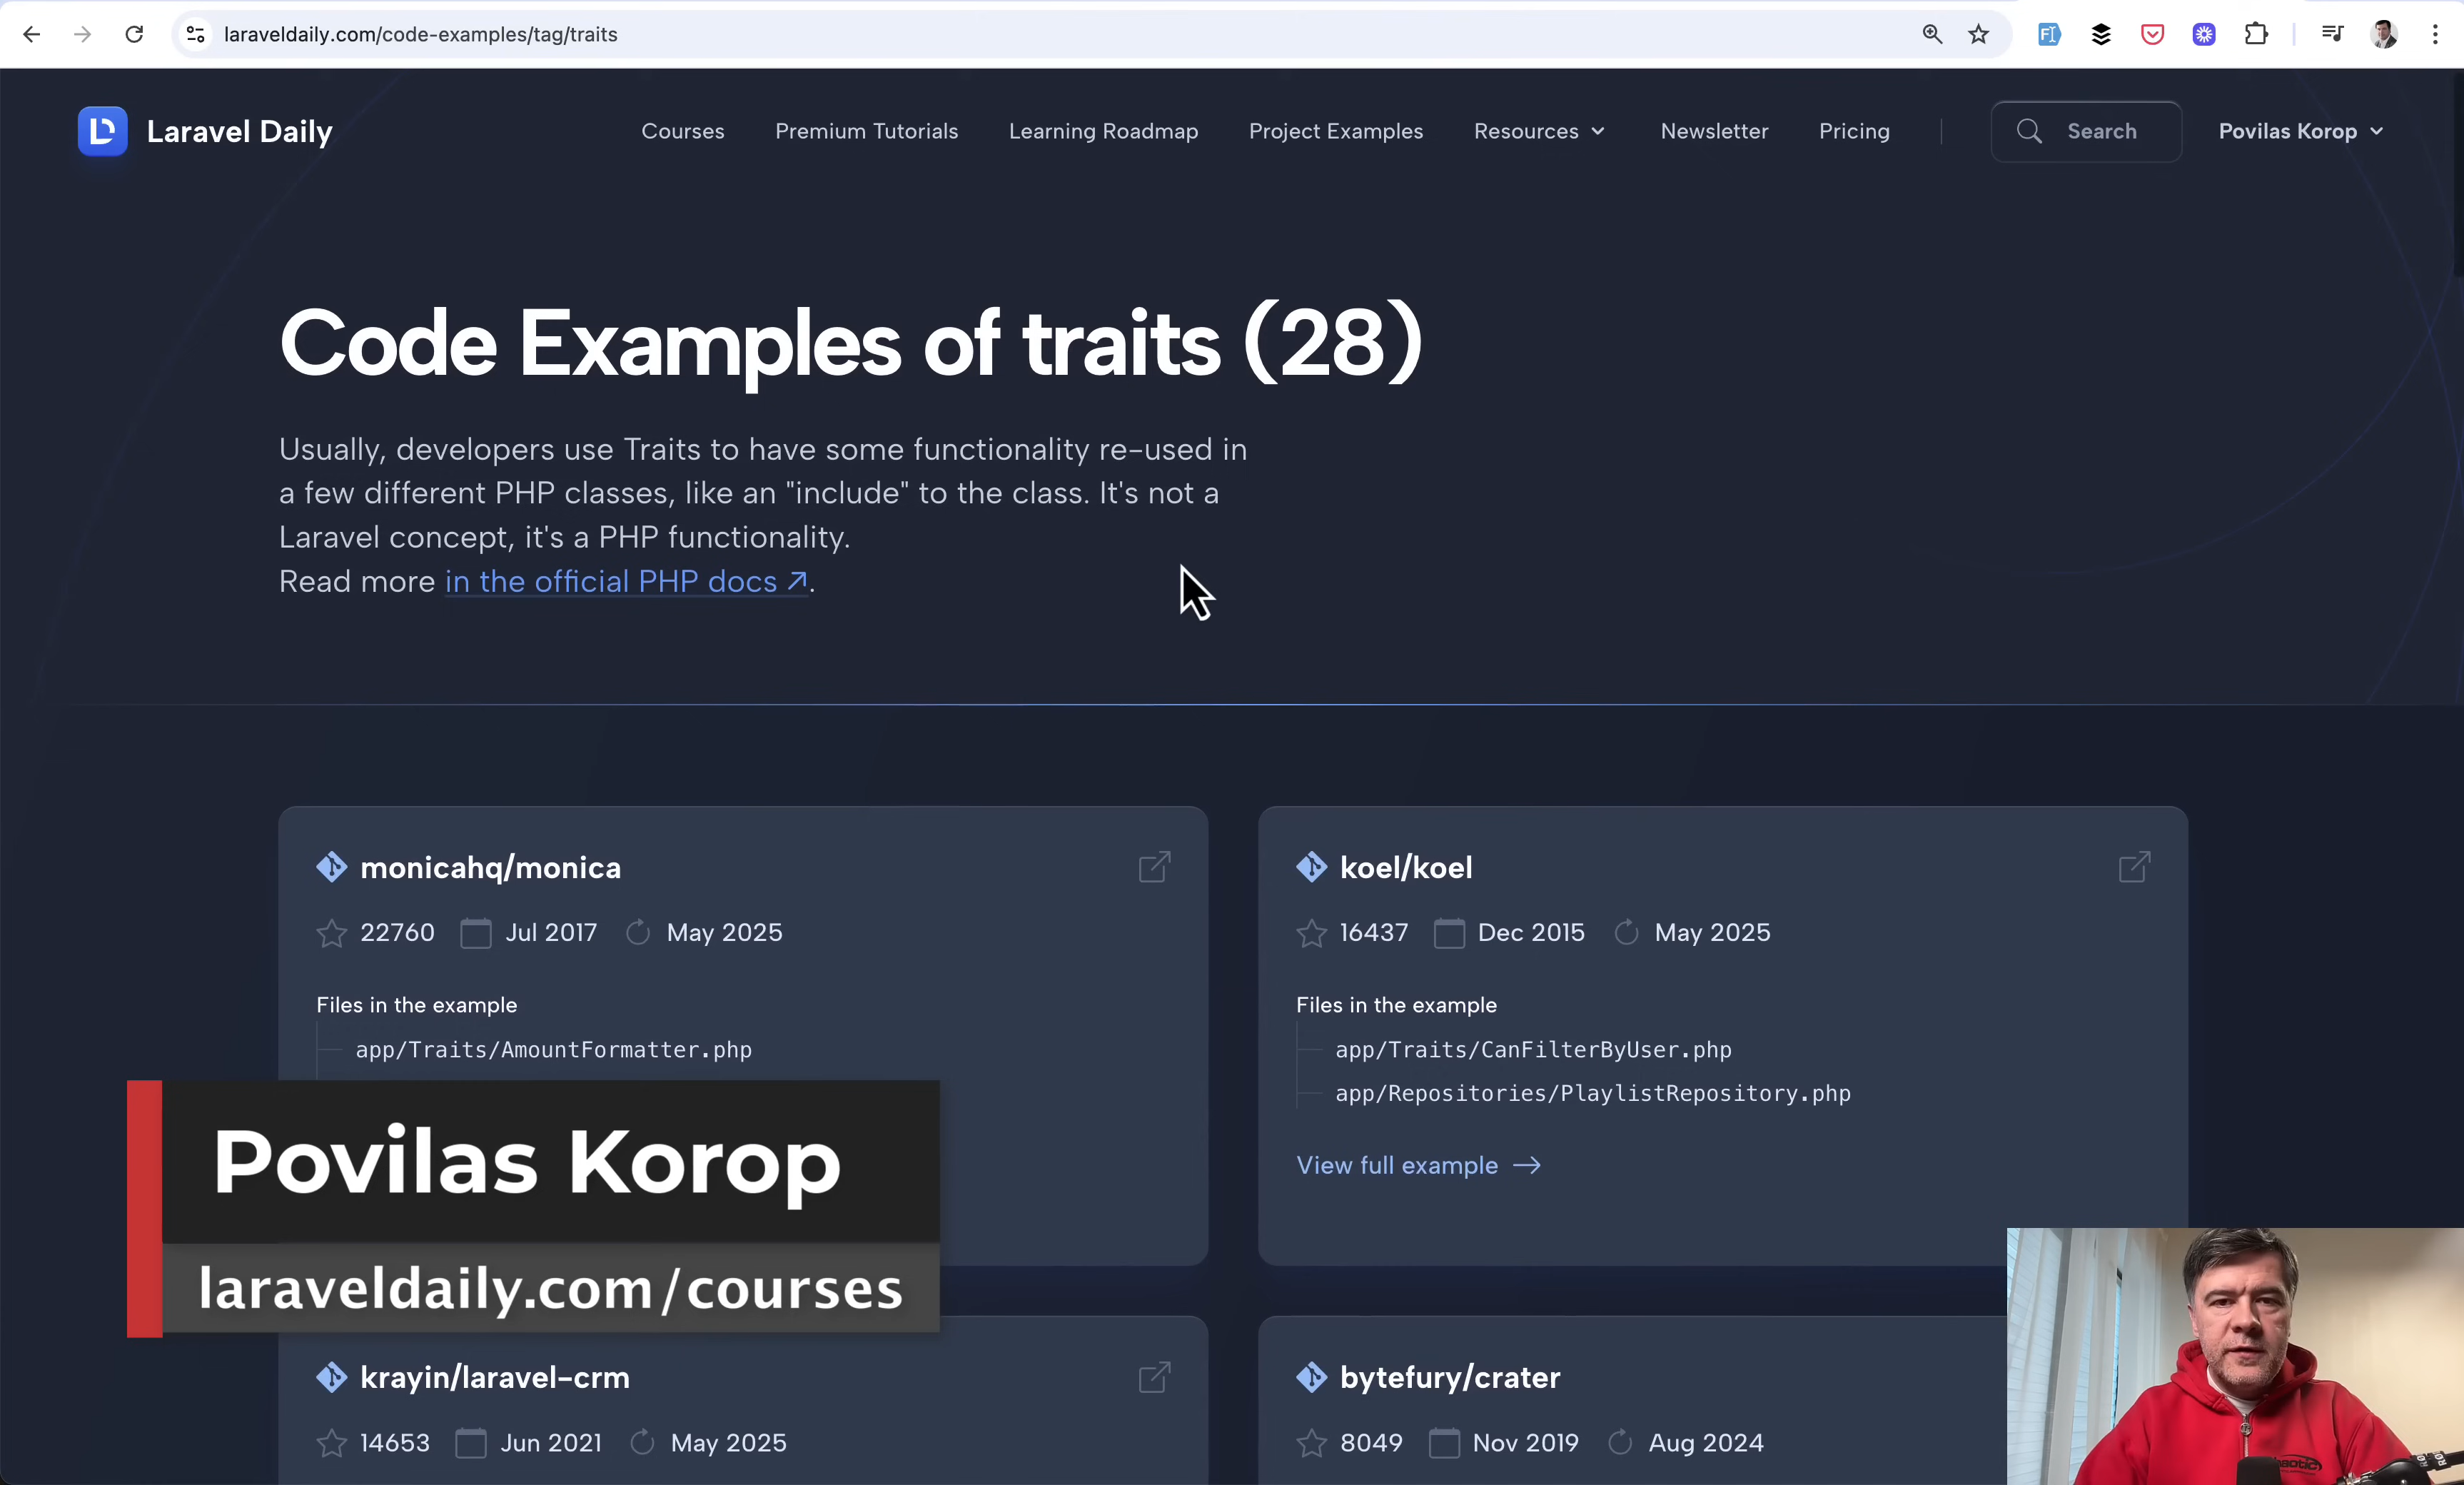 laraveldaily.com/code-examples/tag/traits
Laravel Daily
Courses
Premium Tutorials
Learning Roadmap
Project Examples
Resources
Newsletter
Pricing
Search
Povilas Korop
Code Examples of traits (28)
Usually, developers use Traits to have some functionality re-used in
a few different PHP classes, like an "include" to the class. It's not a
Laravel concept, it's a PHP functionality.
Read more in the official PHP docs ↗.
monicahq/monica
22760 Jul 2017 May 2025
Files in the example
app/Traits/AmountFormatter.php
koel/koel
16437 Dec 2015 May 2025
Files in the example
app/Traits/CanFilterByUser.php
app/Repositories/PlaylistRepository.php
View full example →
Povilas Korop
laraveldaily.com/courses
krayin/laravel-crm
14653 Jun 2021 May 2025
bytefury/crater
8049 Nov 2019 Aug 2024